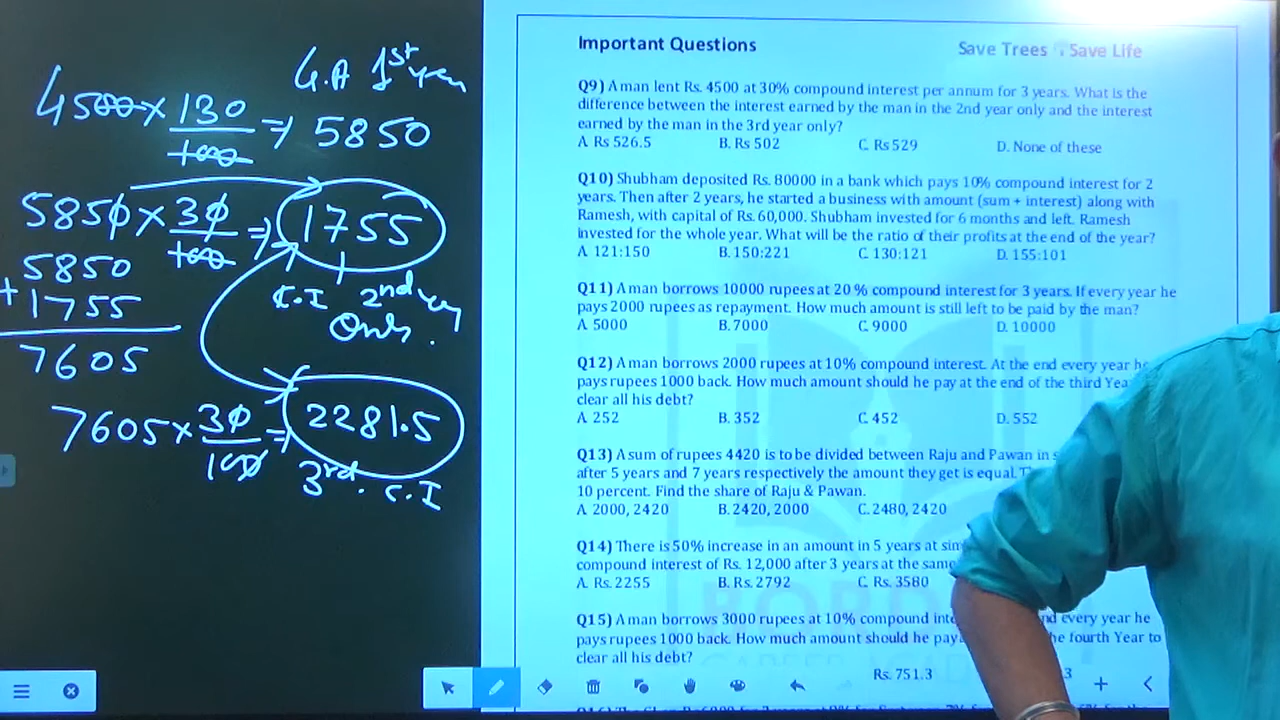 4500 × 130/100 ⇒ 5850
C.A 1st year
5850 × 30/100 ⇒ 1755
C.I 2nd year
Only.
5850
+ 1755
7605
7605 × 30/100 ⇒ 2281.5
3rd. C.I
Important Questions Save Trees Save Life
Q9) A man lent Rs. 4500 at 30% compound interest per annum for 3 years. What is the
difference between the interest earned by the man in the 2nd year only and the interest
earned by the man in the 3rd year only?
A Rs 526.5 B. Rs 502 C. Rs 529 D. None of these
Q10) Shubham deposited Rs. 80000 in a bank which pays 10% compound interest for 2
years. Then after 2 years, he started a business with amount (sum + interest) along with
Ramesh, with capital of Rs. 60,000. Shubham invested for 6 months and left. Ramesh
invested for the whole year. What will be the ratio of their profits at the end of the year?
A 121:150 B. 150:221 C. 130:121 D. 155:101
Q11) A man borrows 10000 rupees at 20 % compound interest for 3 years. If every year he
pays 2000 rupees as repayment. How much amount is still left to be paid by the man?
A 5000 B. 7000 C. 9000 D. 10000
Q12) A man borrows 2000 rupees at 10% compound interest. At the end every year he
pays rupees 1000 back. How much amount should he pay at the end of the third Yea
clear all his debt?
A 252 B. 352 C. 452 D. 552
Q13) A sum of rupees 4420 is to be divided between Raju and Pawan in s
after 5 years and 7 years respectively the amount they get is equal.
10 percent. Find the share of Raju & Pawan.
A 2000, 2420 B. 2420, 2000 C. 2480, 2420
Q14) There is 50% increase in an amount in 5 years at sim
compound interest of Rs. 12,000 after 3 years at the same
A. Rs. 2255 B. Rs. 2792 C. Rs. 3580
Q15) A man borrows 3000 rupees at 10% compound inte nd every year he
pays rupees 1000 back. How much amount should he pay he fourth Year to
clear all his debt?
Rs. 751.3 3